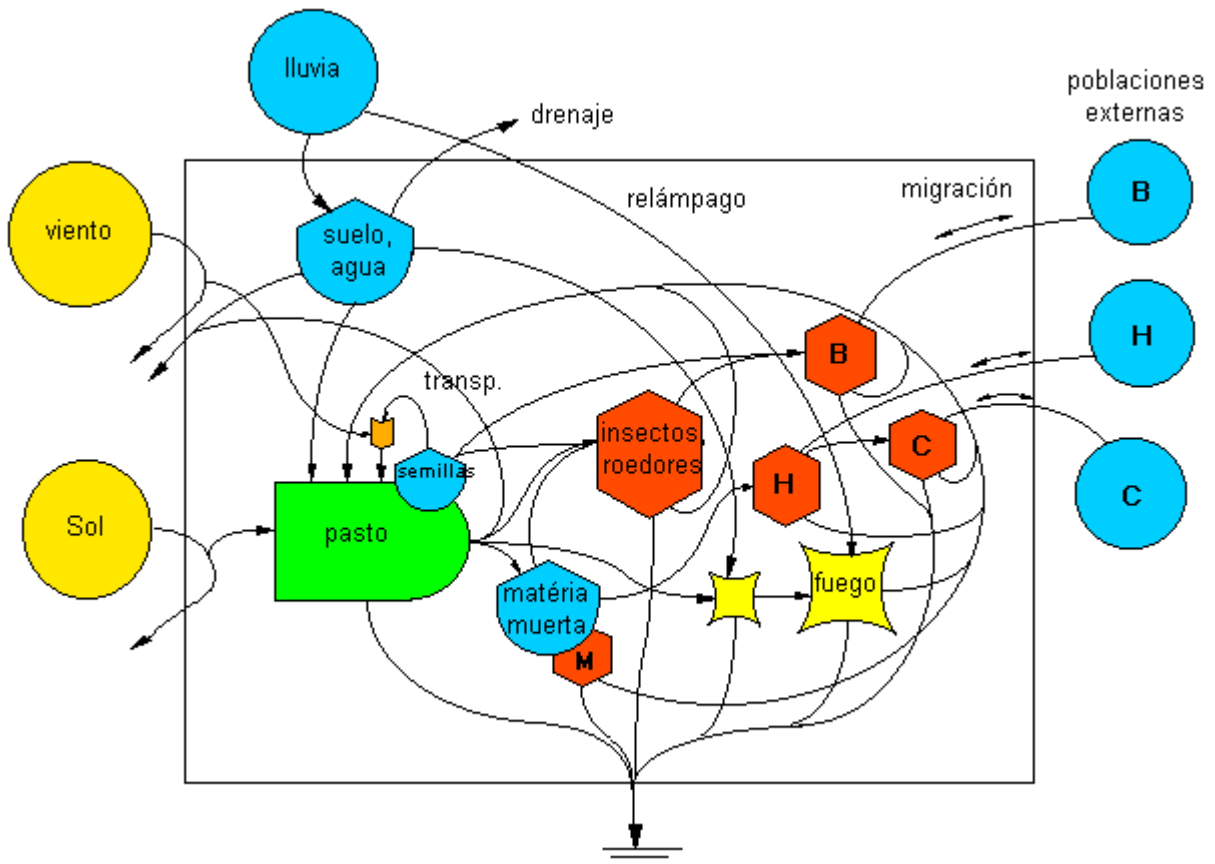 lluvia
drenaje
poblaciones
externas
B
migración
relámpago
viento
suelo,
agua
H
B
transp.
insectos
roedores
C
semillas
H
C
Sol
pasto
fuego
matéria
muerta
M